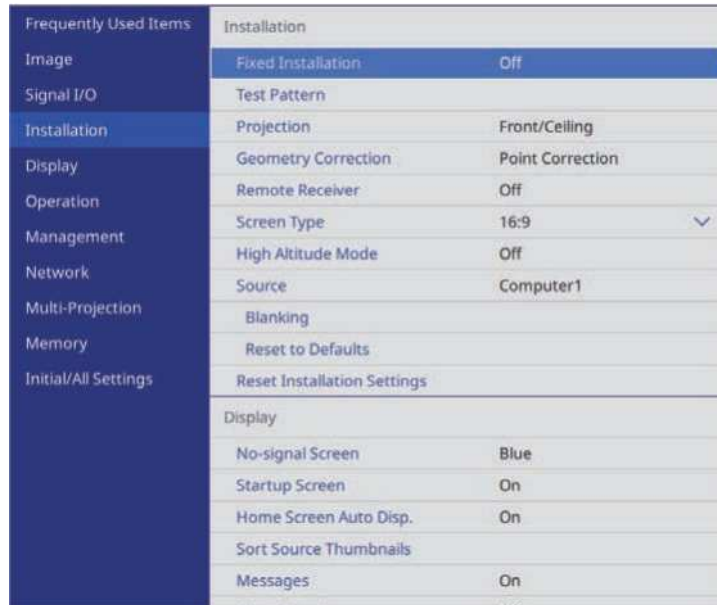 Frequently Used Items
Image
Signal I/O
Installation
Display
Operation
Management
Network
Multi-Projection
Memory
Initial/All Settings
Installation
Fixed Installation Off
Test Pattern
Projection Front/Ceiling
Geometry Correction Point Correction
Remote Receiver Off
Screen Type 16:9
High Altitude Mode Off
Source Computer1
Blanking
Reset to Defaults
Reset Installation Settings
Display
No-signal Screen Blue
Startup Screen On
Home Screen Auto Disp. On
Sort Source Thumbnails
Messages On